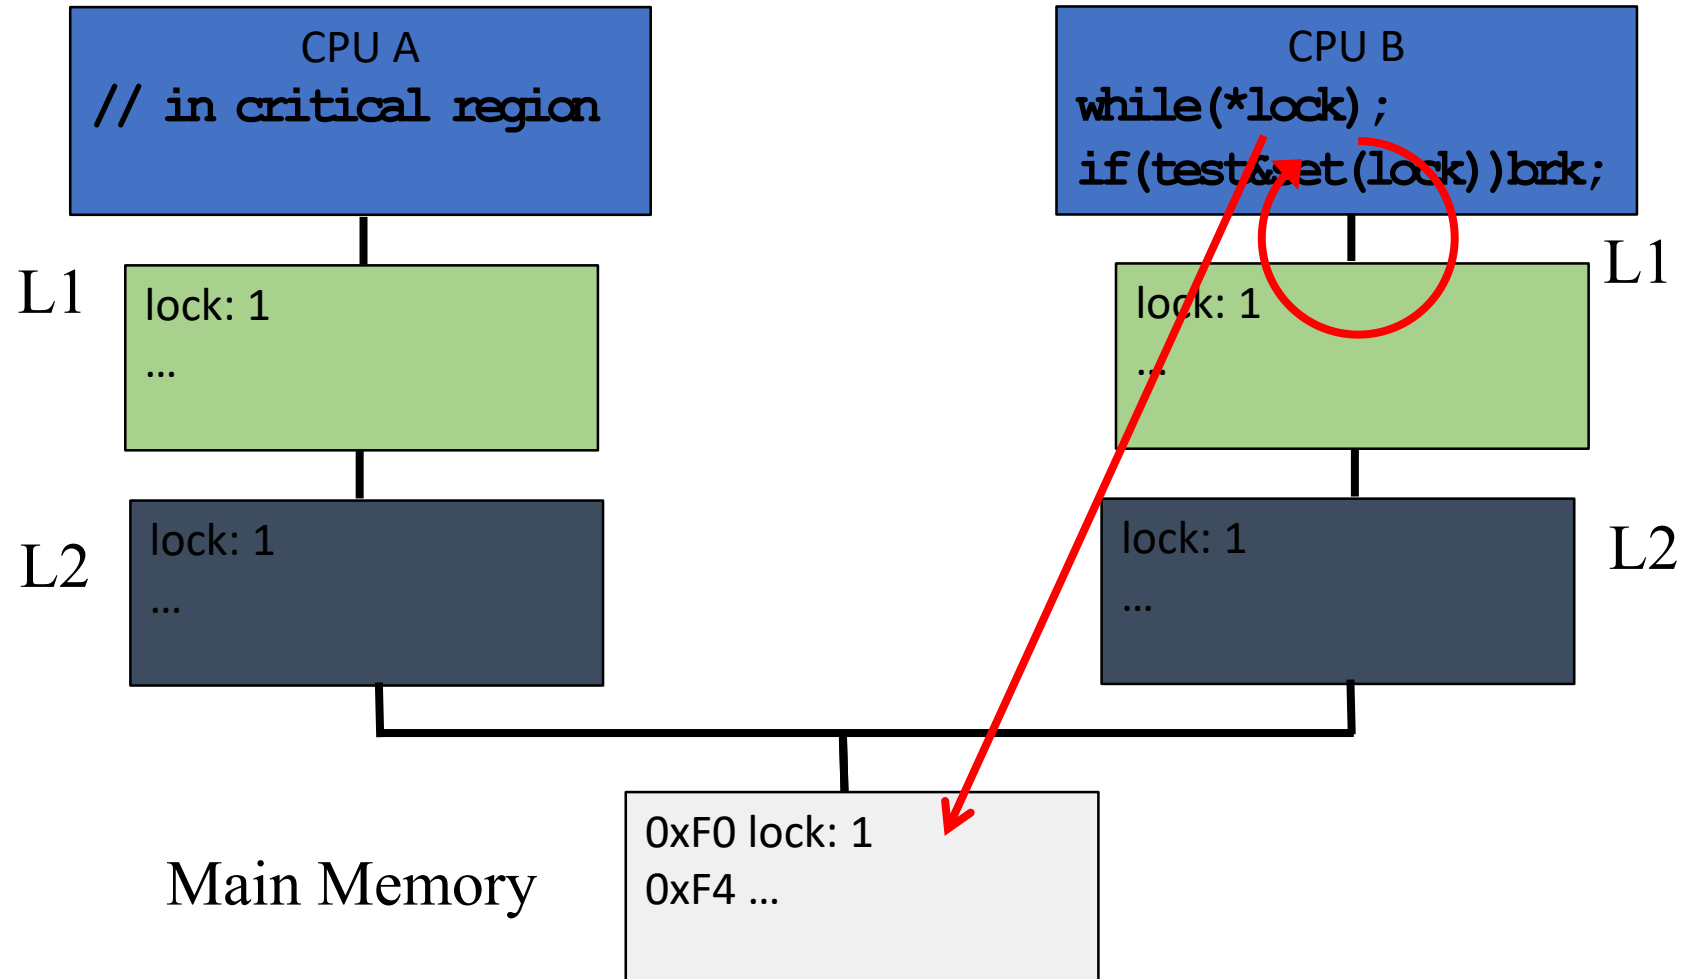 CPU A
// in critical region
CPU B
while(*lock);
if(test&set(lock))brk;
L1
lock: 1
…
lock: 1
…
L1
L2
lock: 1
…
lock: 1
…
L2
Main Memory
0xF0 lock: 1
0xF4 …